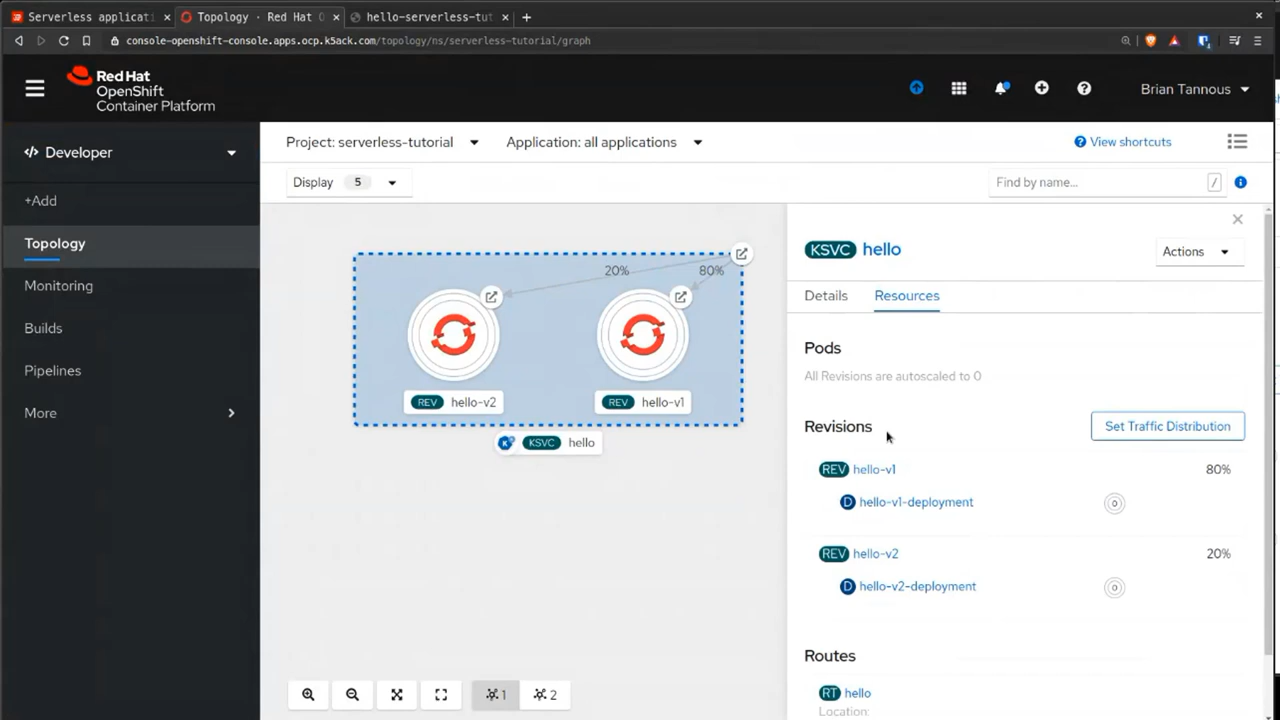 Serverless applicati
Topology · Red Hat O
hello-serverless-tut
console-openshift-console.apps.ocp.k5ack.com/topology/ns/serverless-tutorial/graph
Red Hat
OpenShift
Container Platform
Brian Tannous
Developer
Project: serverless-tutorial
Application: all applications
View shortcuts
+Add
Display 5
Find by name...
/
Topology
KSVC hello
Actions
Monitoring
20%
80%
Details
Resources
Builds
Pods
Pipelines
All Revisions are autoscaled to 0
REV hello-v2
REV hello-v1
More
Revisions
Set Traffic Distribution
KSVC hello
REV hello-v1
80%
D hello-v1-deployment
0
REV hello-v2
20%
D hello-v2-deployment
0
Routes
1
2
RT hello
Location: